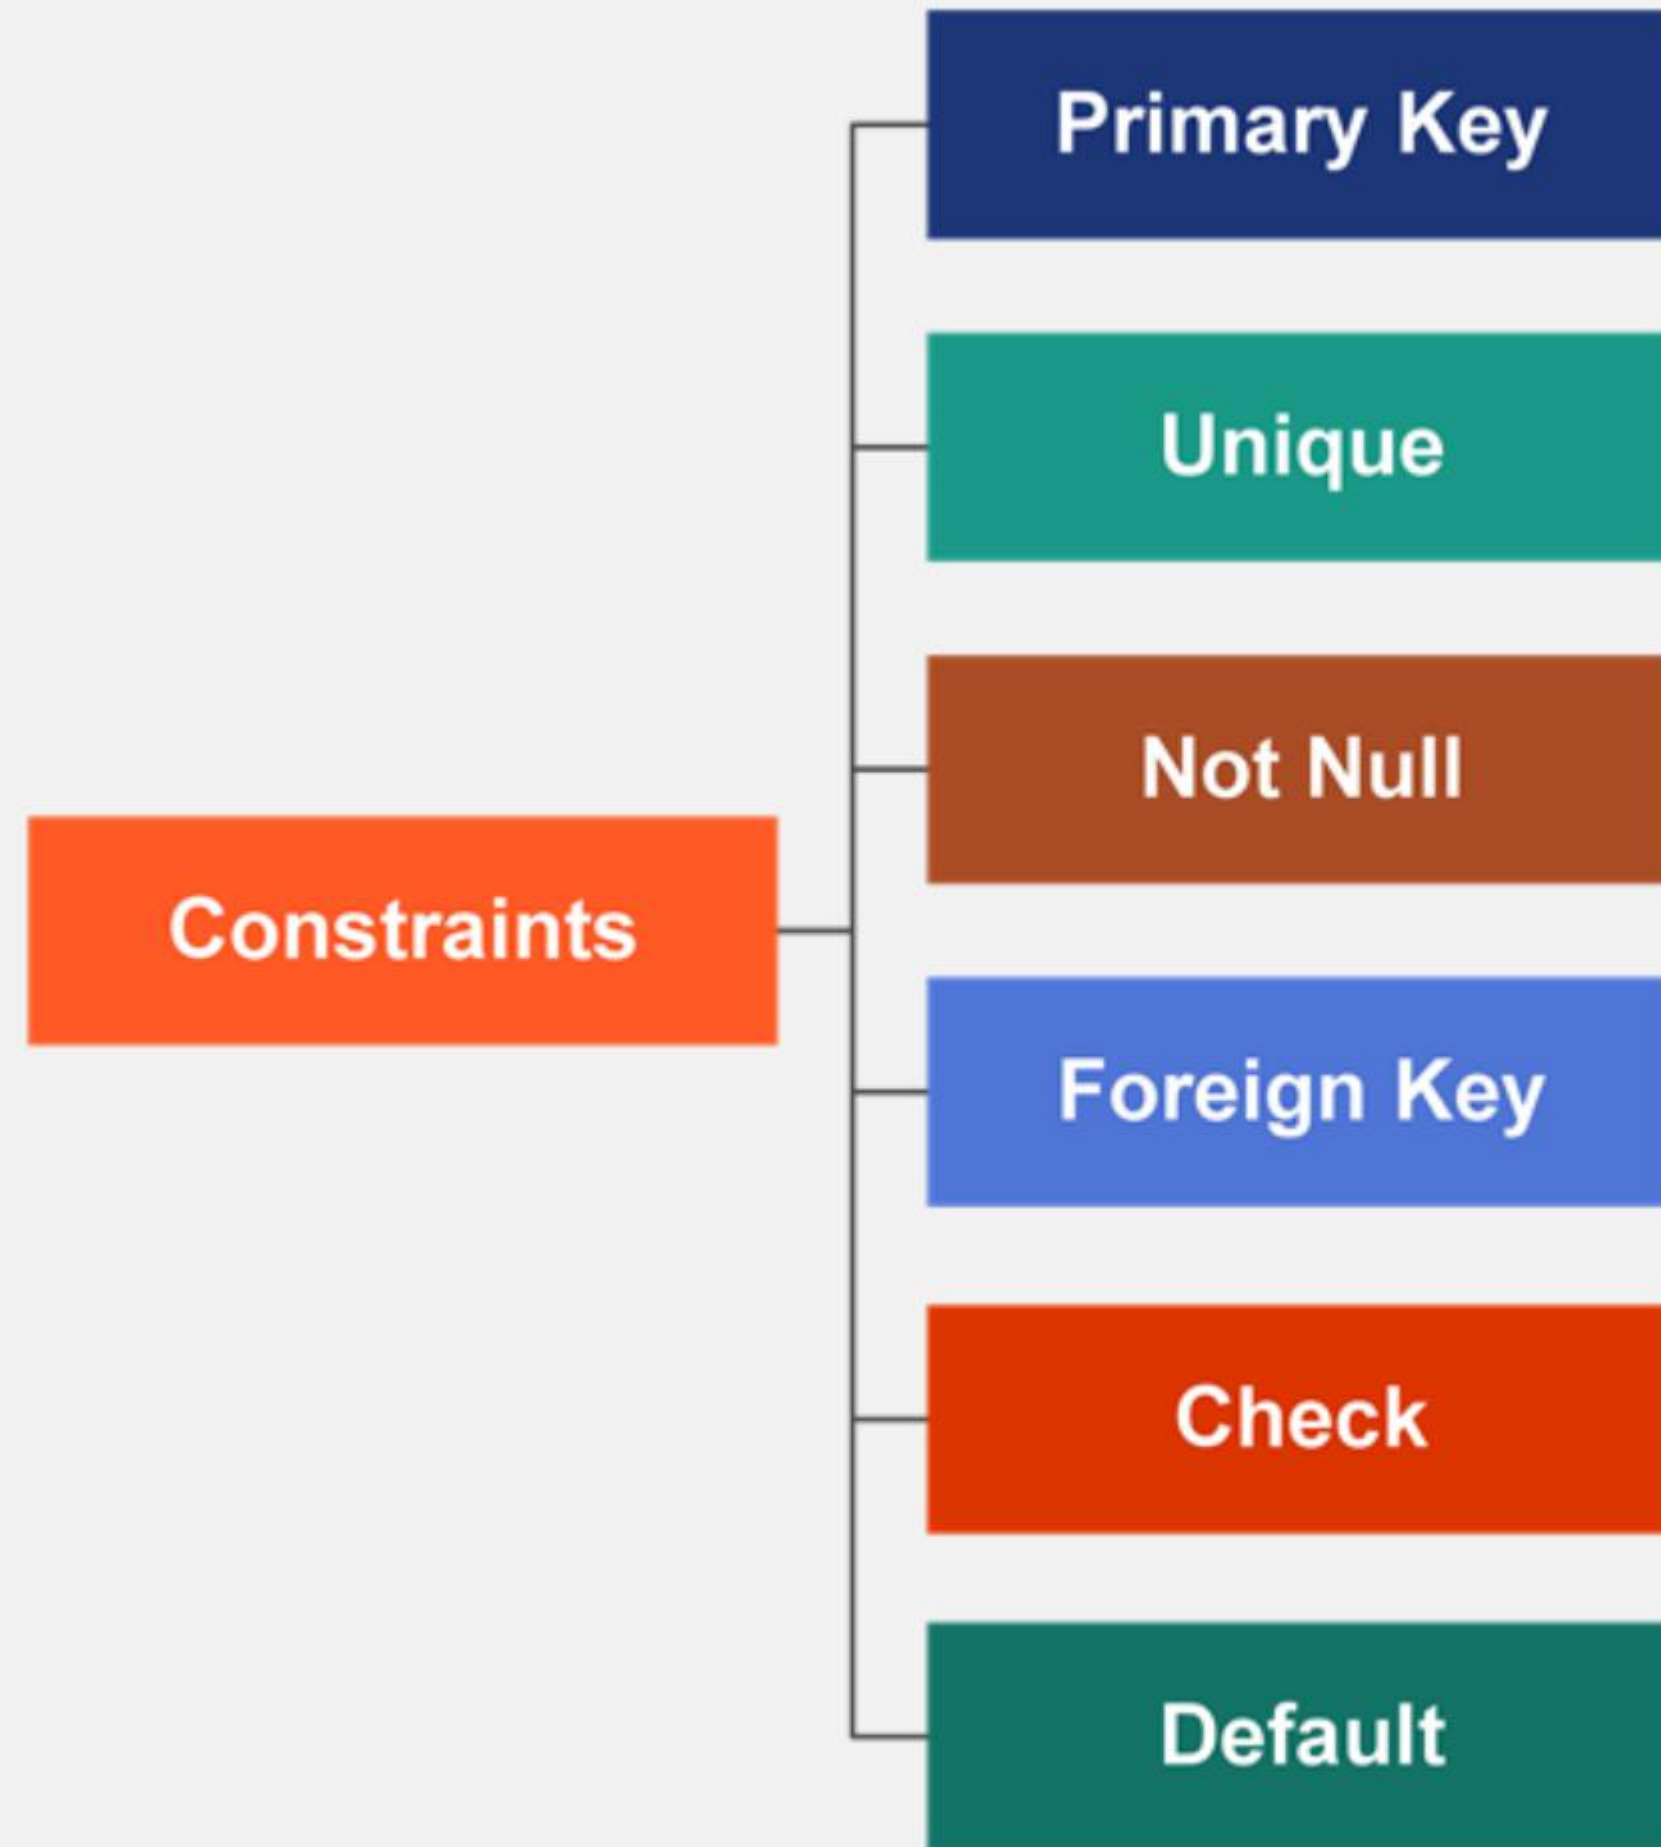 Primary Key
Unique
Not Null
Constraints
Foreign Key
Check
Default